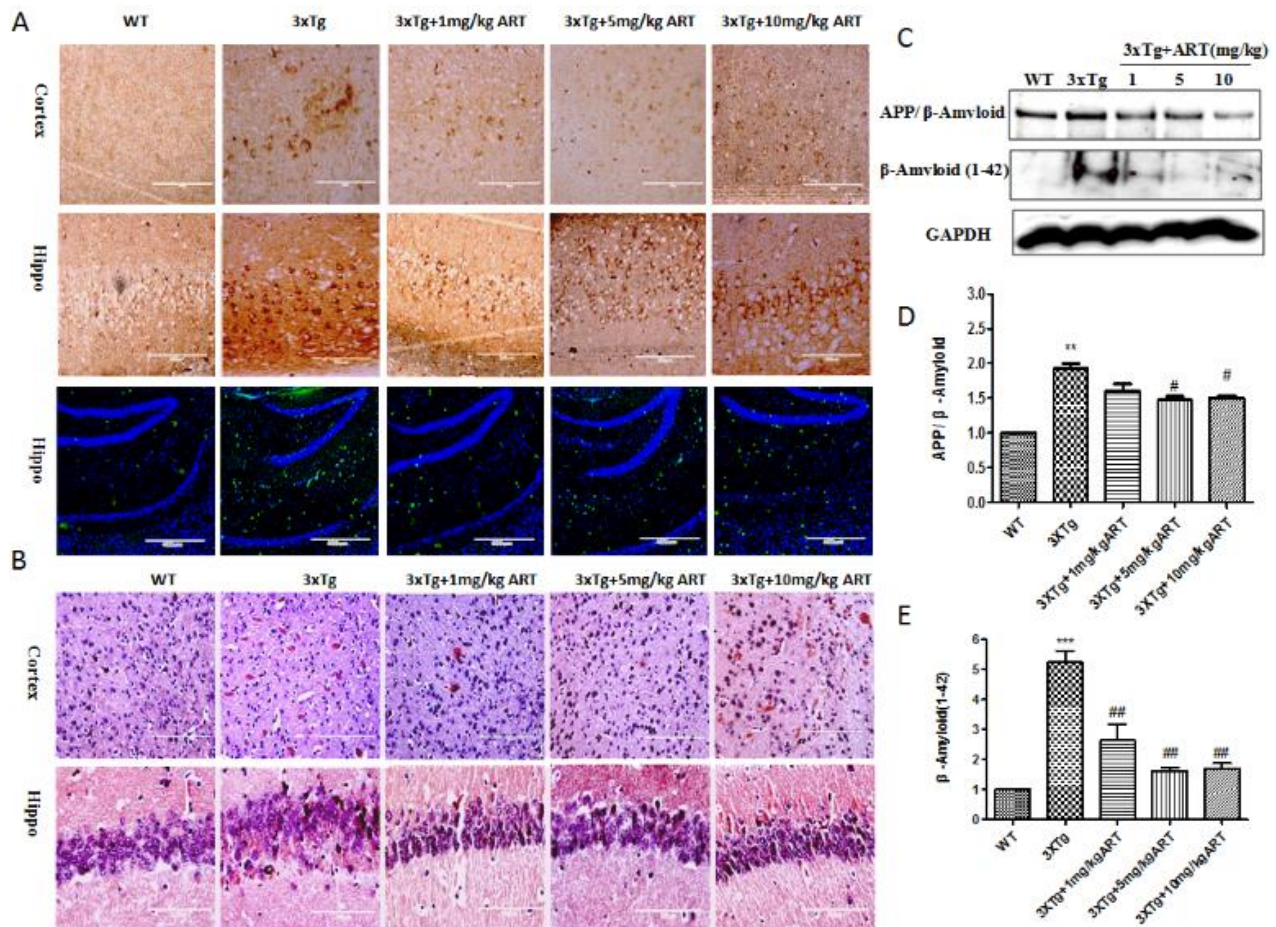 A
WT
3xTg
3xTg+1mg/kg ART
3xTg+5mg/kg ART
3xTg+10mg/kg ART
Cortex
Hippo
Hippo
B
WT
3xTg
3xTg+1mg/kg ART
3xTg+5mg/kg ART
3xTg+10mg/kg ART
Cortex
Hippo
C
3xTg+ART(mg/kg)
WT 3xTg 1 5 10
APP/ β-Amyloid
β-Amyloid (1-42)
GAPDH
D
APP/ β -Amyloid
3.0
2.5
2.0
1.5
1.0
0.5
0.0
**
#
#
WT
3XTg
3XTg+1mg/kgART
3XTg+5mg/kgART
3XTg+10mg/kgART
E
β-Amyloid(1-42)
6
5
4
3
2
1
0
***
##
##
##
WT
3XTg
3XTg+1mg/kgART
3XTg+5mg/kgART
3XTg+10mg/kgART